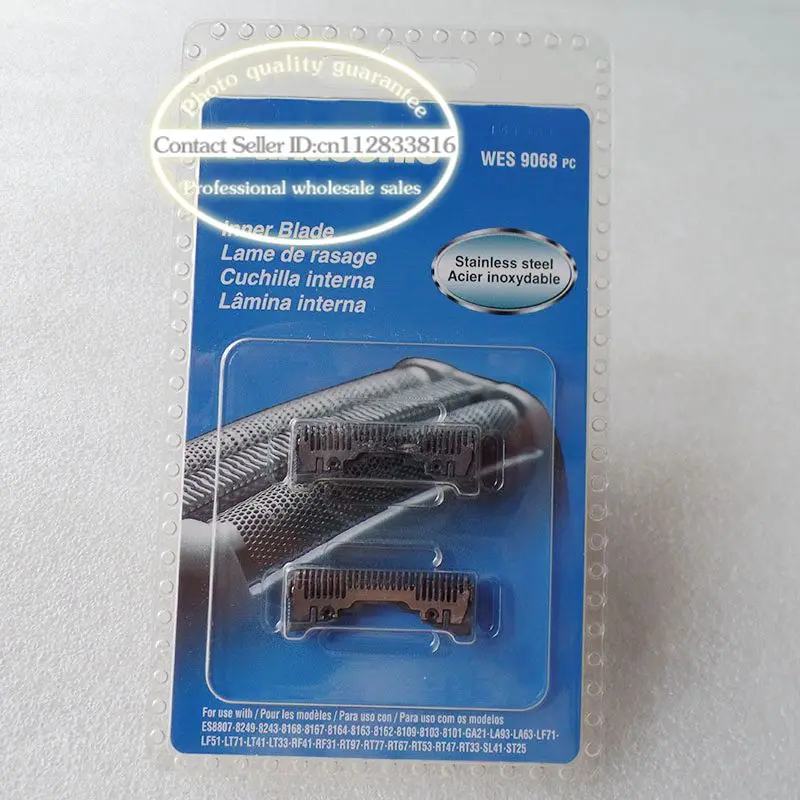 Photo quality guarantee
Contact Seller ID:cn112833816
Professional wholesale sales
Panasonic
WES 9068 PC
Inner Blade
Lame de rasage
Cuchilla interna
Lâmina interna
Stainless steel
Acier inoxydable
For use with / Pour les modèles / Para uso con / Para uso com os modelos
ES8807-8249-8243-8168-8167-8164-8163-8162-8109-8103-8101-GA21-LA93-LA63-LF71-
LF51-LT71-LT41-LT33-RF41-RF31-RT97-RT77-RT67-RT53-RT47-RT33-SL41-ST25